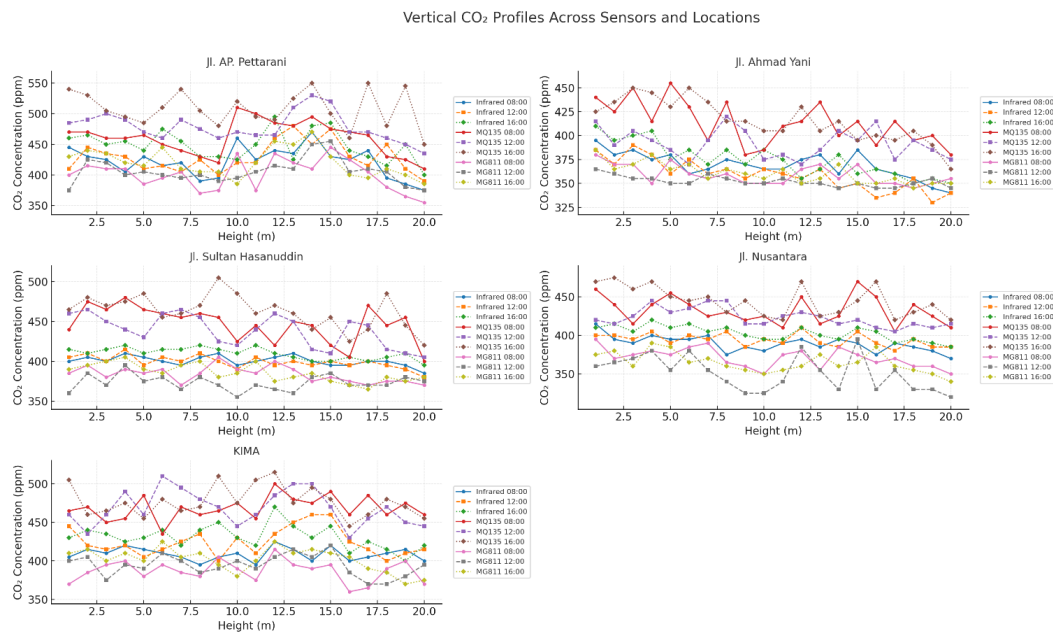 Vertical CO₂ Profiles Across Sensors and Locations
Jl. AP. Pettarani
CO₂ Concentration (ppm)
550
500
450
400
350
2.5 5.0 7.5 10.0 12.5 15.0 17.5 20.0
Height (m)
Infrared 08:00
Infrared 12:00
Infrared 16:00
MQ135 08:00
MQ135 12:00
MQ135 16:00
MG811 08:00
MG811 12:00
MG811 16:00
Jl. Ahmad Yani
CO₂ Concentration (ppm)
450
425
400
375
350
325
2.5 5.0 7.5 10.0 12.5 15.0 17.5 20.0
Height (m)
Infrared 08:00
Infrared 12:00
Infrared 16:00
MQ135 08:00
MQ135 12:00
MQ135 16:00
MG811 08:00
MG811 12:00
MG811 16:00
Jl. Sultan Hasanuddin
CO₂ Concentration (ppm)
500
450
400
350
2.5 5.0 7.5 10.0 12.5 15.0 17.5 20.0
Height (m)
Infrared 08:00
Infrared 12:00
Infrared 16:00
MQ135 08:00
MQ135 12:00
MQ135 16:00
MG811 08:00
MG811 12:00
MG811 16:00
Jl. Nusantara
CO₂ Concentration (ppm)
450
400
350
2.5 5.0 7.5 10.0 12.5 15.0 17.5 20.0
Height (m)
Infrared 08:00
Infrared 12:00
Infrared 16:00
MQ135 08:00
MQ135 12:00
MQ135 16:00
MG811 08:00
MG811 12:00
MG811 16:00
KIMA
CO₂ Concentration (ppm)
500
450
400
350
2.5 5.0 7.5 10.0 12.5 15.0 17.5 20.0
Height (m)
Infrared 08:00
Infrared 12:00
Infrared 16:00
MQ135 08:00
MQ135 12:00
MQ135 16:00
MG811 08:00
MG811 12:00
MG811 16:00